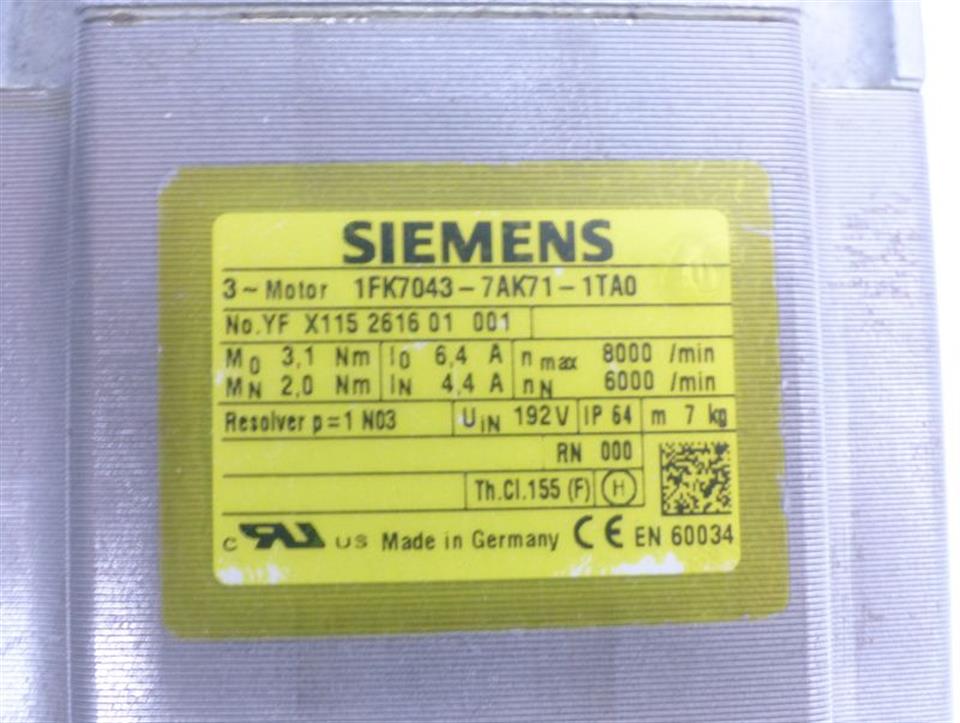 SIEMENS
3~Motor 1FK7043-7AK71-1TA0
No.YF X115 2616 01 001
M0 3,1 Nm I0 6,4 A n max 8000 /min
MN 2,0 Nm IN 4,4 A nN 6000 /min
Resolver p=1 N03 UIN 192V IP 64 m 7 kg
RN 000
Th.Cl.155 (F) H
c RU US Made in Germany CE EN 60034